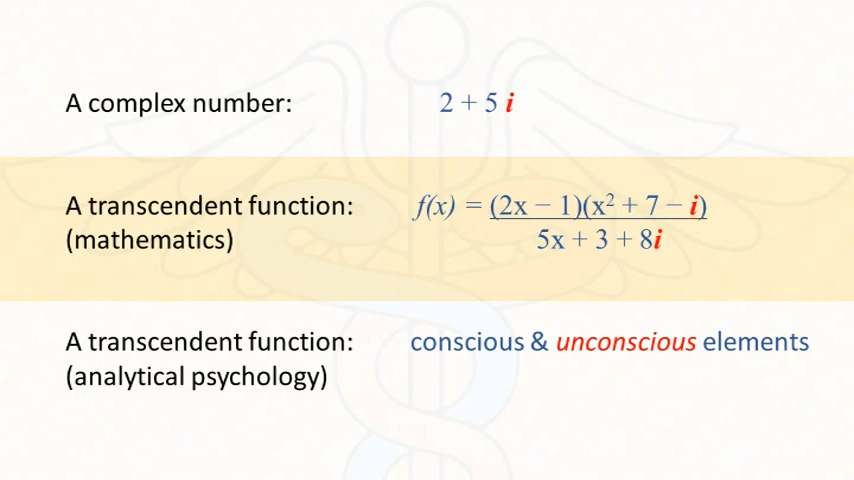 A complex number: 2 + 5 i
A transcendent function: f(x) = (2x − 1)(x² + 7 − i)
(mathematics) 5x + 3 + 8i
A transcendent function: conscious & unconscious elements
(analytical psychology)